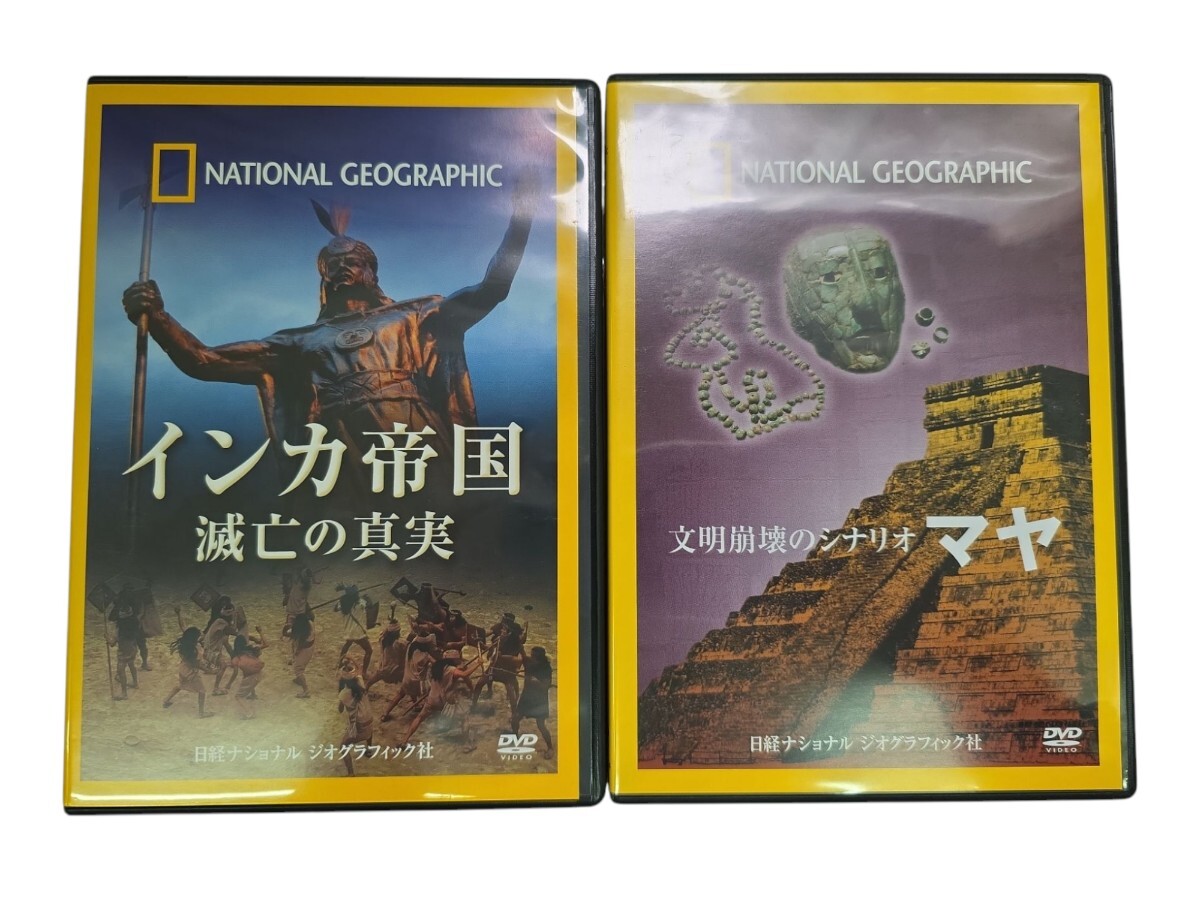 NATIONAL GEOGRAPHIC
インカ帝国
滅亡の真実
日経ナショナル ジオグラフィック社
DVD
VIDEO
NATIONAL GEOGRAPHIC
文明崩壊のシナリオ マヤ
日経ナショナル ジオグラフィック社
DVD
VIDEO